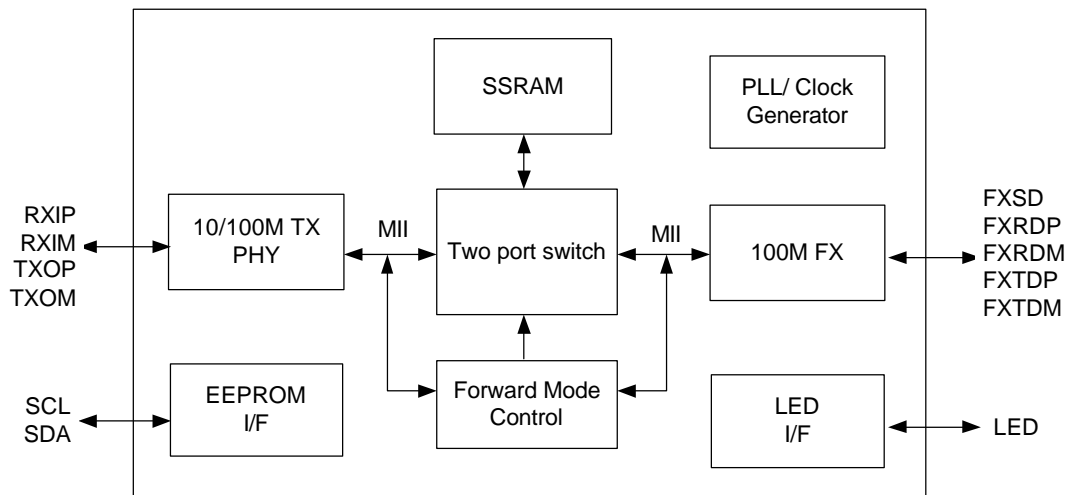 SSRAM
PLL/ Clock
Generator
RXIP
RXIM
TXOP
TXOM
10/100M TX
PHY
MII
Two port switch
MII
100M FX
FXSD
FXRDP
FXRDM
FXTDP
FXTDM
SCL
SDA
EEPROM
I/F
Forward Mode
Control
LED
I/F
LED